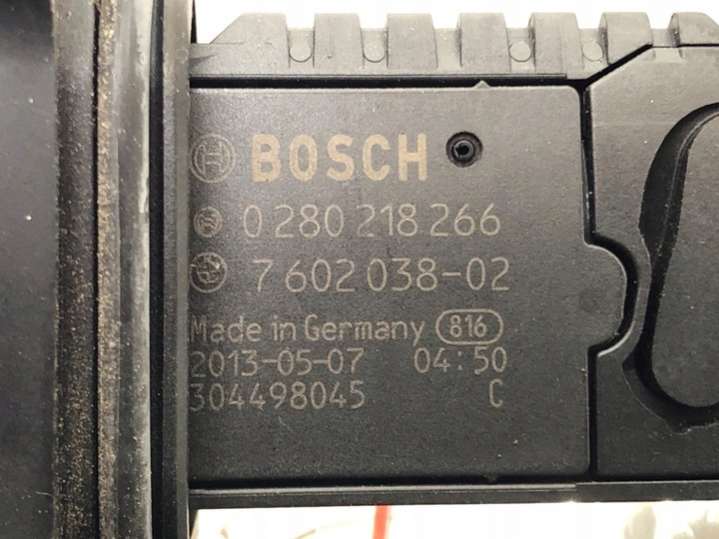 BOSCH
0 280 218 266
7 602 038-02
Made in Germany 816
2013-05-07 04:50
304498045 C